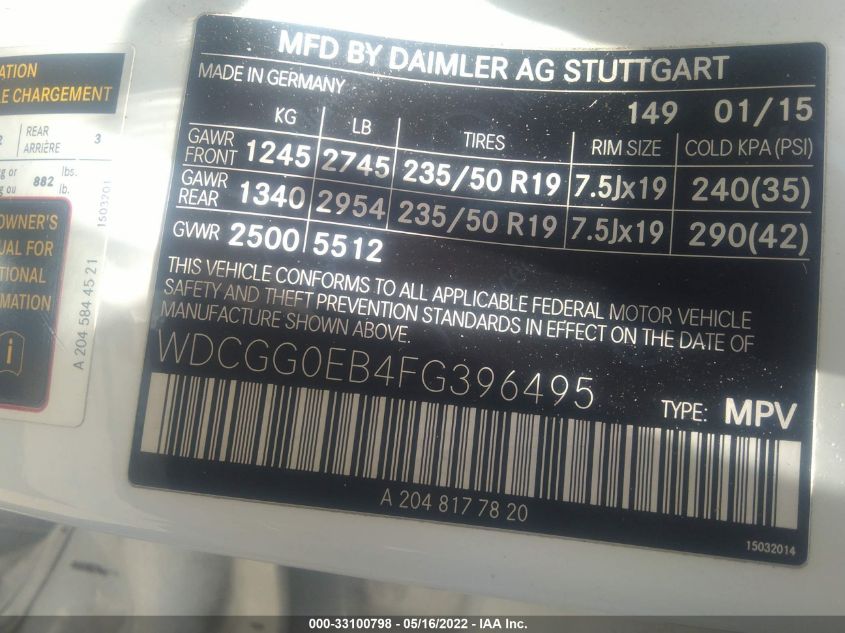 MFD BY DAIMLER AG STUTTGART
MADE IN GERMANY
149 01/15
KG LB TIRES RIM SIZE COLD KPA (PSI)
GAWR FRONT 1245 2745 235/50 R19 7.5Jx19 240(35)
GAWR REAR 1340 2954 235/50 R19 7.5Jx19 290(42)
GVWR 2500 5512
THIS VEHICLE CONFORMS TO ALL APPLICABLE FEDERAL MOTOR VEHICLE
SAFETY AND THEFT PREVENTION STANDARDS IN EFFECT ON THE DATE OF
MANUFACTURE SHOWN ABOVE.
WDCGG0EB4FG396495
TYPE: MPV
A 204 817 78 20
15032014
CHARGEMENT
REAR
ARRIÈRE 3
ou 882 lbs.
lb.
1503201
OWNER'S
FOR
A 204 584 45 21
i
000-33100798 - 05/16/2022 - IAA Inc.